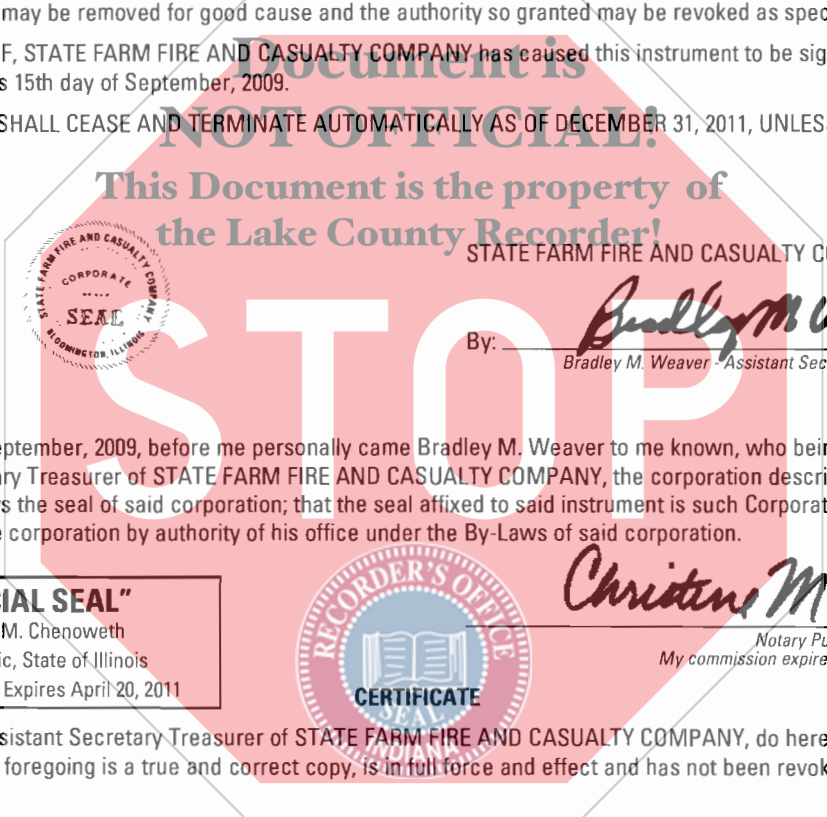 may be removed for good cause and the authority so granted may be revoked as spec
F, STATE FARM FIRE AND CASUALTY COMPANY has caused this instrument to be sig
s 15th day of September, 2009.
Document is
NOT OFFICIAL!
SHALL CEASE AND TERMINATE AUTOMATICALLY AS OF DECEMBER 31, 2011, UNLES
This Document is the property of
the Lake County Recorder!
STATE FARM FIRE AND CASUALTY C
STATE FARM FIRE AND CASUALTY COMPANY
CORPORATE
SEAL
BLOOMINGTON, ILLINOIS
STOP
By: Bradley M
Bradley M. Weaver - Assistant Sec
eptember, 2009, before me personally came Bradley M. Weaver to me known, who bein
ry Treasurer of STATE FARM FIRE AND CASUALTY COMPANY, the corporation descri
s the seal of said corporation; that the seal affixed to said instrument is such Corporat
e corporation by authority of his office under the By-Laws of said corporation.
CIAL SEAL"
M. Chenoweth
ic, State of Illinois
Expires April 20, 2011
Christine M
Notary Pu
My commission expire
RECORDER'S OFFICE
SEAL
INDIANA
CERTIFICATE
sistant Secretary Treasurer of STATE FARM FIRE AND CASUALTY COMPANY, do here
foregoing is a true and correct copy, is in full force and effect and has not been revok